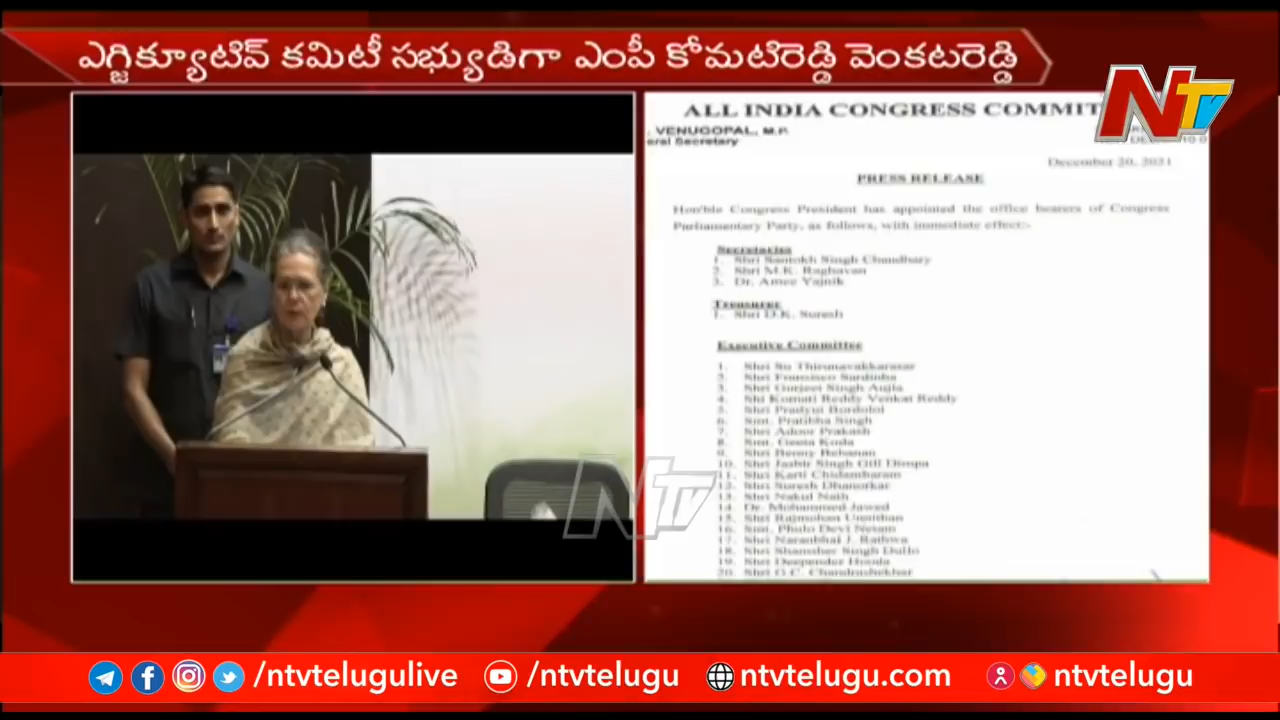 ఎగ్జిక్యూటివ్ కమిటీ సభ్యుడిగా ఎంపీ కోమటిరెడ్డి వెంకటరెడ్డి
NTV
ALL INDIA CONGRESS COMMIT
VENUGOPAL, M.P.
eral Secretary
December 20, 2021
PRESS RELEASE
Hon'ble Congress President has appointed the office bearers of Congress
Parliamentary Party, as follows, with immediate effect:-
Secretaries
1. Shri Santokh Singh Chaudhary
2. Shri M.K. Raghavan
3. Dr. Amee Yajnik
Treasurer
1. Shri D.K. Suresh
Executive Committee
1. Shri Su Thirunavakkarasar
2. Shri Francisco Sardinha
3. Shri Gurjeet Singh Aujla
4. Shi Komati Reddy Venkat Reddy
5. Shri Pradyut Bordoloi
6. Smt. Pratibha Singh
7. Shri Adoor Prakash
8. Smt. Geeta Koda
9. Shri Benny Behanan
10. Shri Jasbir Singh Gill Dimpa
11. Shri Karti Chidambaram
12. Shri Suresh Dhanorkar
13. Shri Nakul Nath
14. Dr. Mohammed Jawed
15. Shri Rajmohan Unnithan
16. Smt. Phulo Devi Netam
17. Shri Naranbhai J. Rathwa
18. Shri Shamsher Singh Dullo
19. Shri Deepender Hooda
20. Shri G.C. Chandrashekhar
NTV
/ntvtelugulive /ntvtelugu ntvtelugu.com ntvtelugu